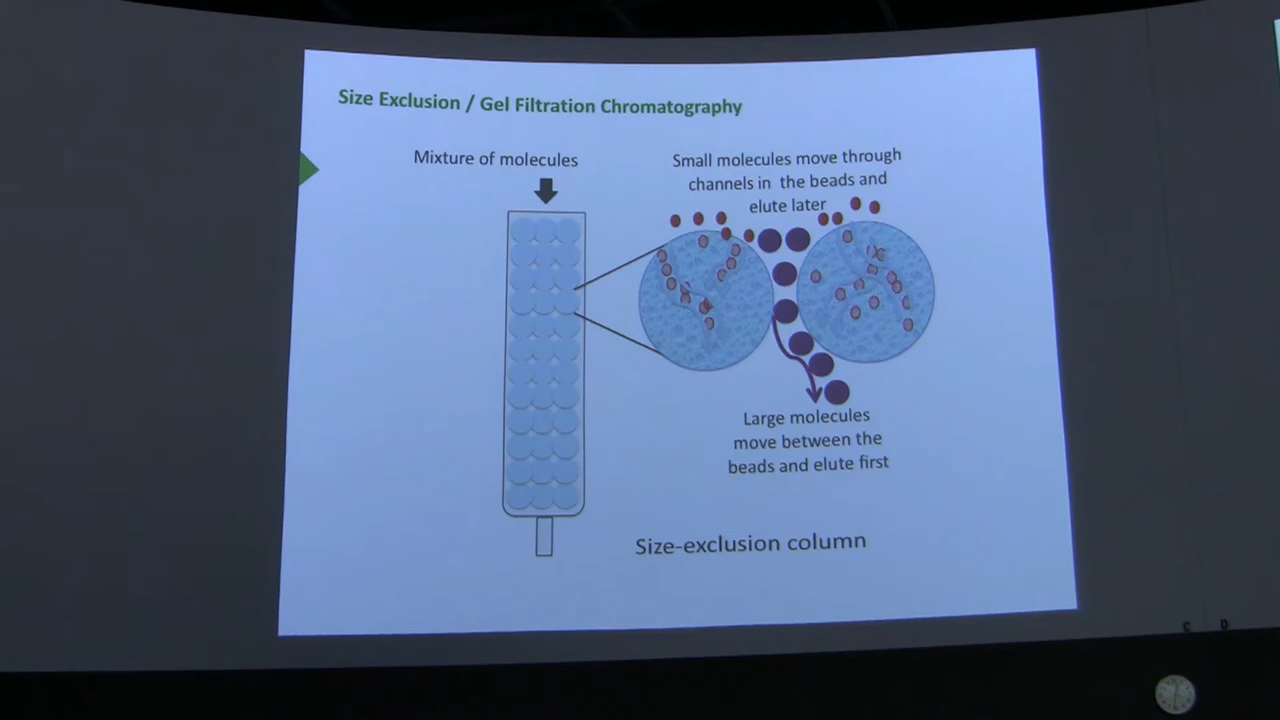 Size Exclusion / Gel Filtration Chromatography
Mixture of molecules
Small molecules move through
channels in the beads and
elute later
Large molecules
move between the
beads and elute first
Size-exclusion column
C D